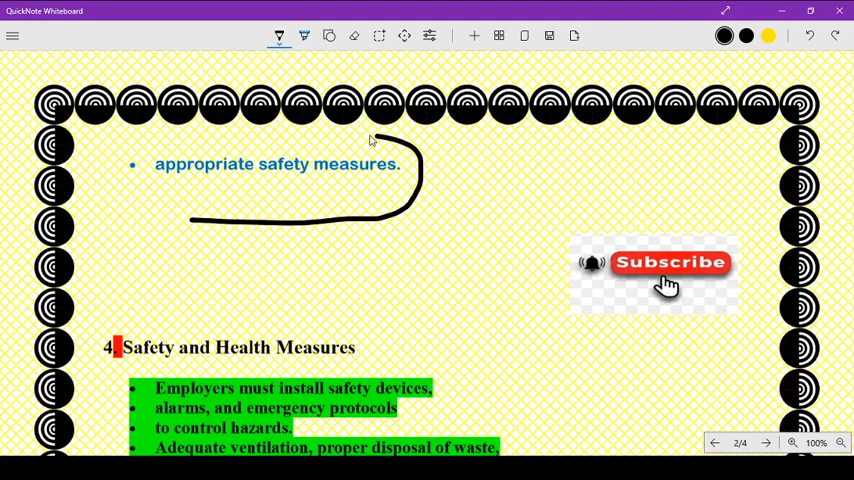 QuickNote Whiteboard
2/4
100%
• appropriate safety measures.
Subscribe
4. Safety and Health Measures
• Employers must install safety devices,
• alarms, and emergency protocols
• to control hazards.
• Adequate ventilation, proper disposal of waste,